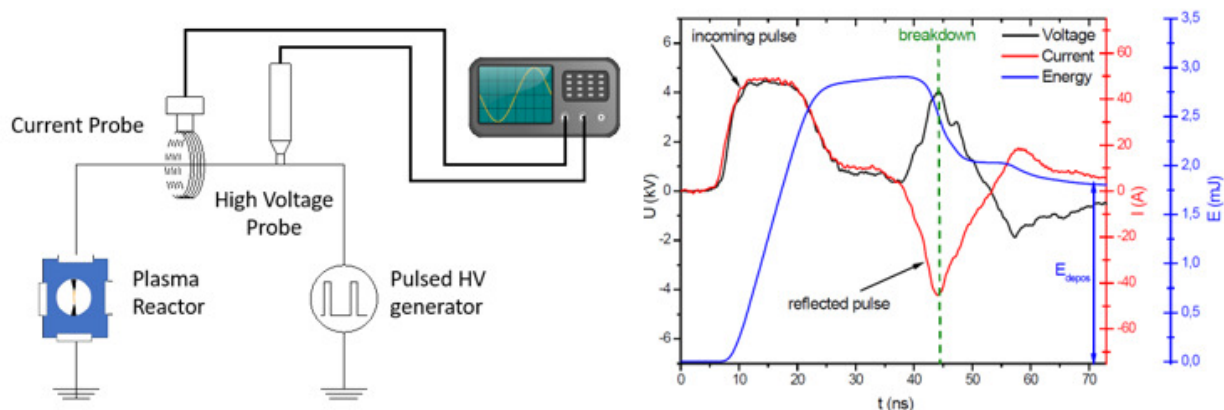 Current Probe
High Voltage
Probe
Plasma
Reactor
Pulsed HV
generator
incoming pulse
breakdown
Voltage
Current
Energy
reflected pulse
E depos
U (kV)
6
4
2
0
-2
-4
-6
I (A)
60
40
20
0
-20
-40
-60
E (mJ)
3,5
3,0
2,5
2,0
1,5
1,0
0,5
0,0
0 10 20 30 40 50 60 70
t (ns)